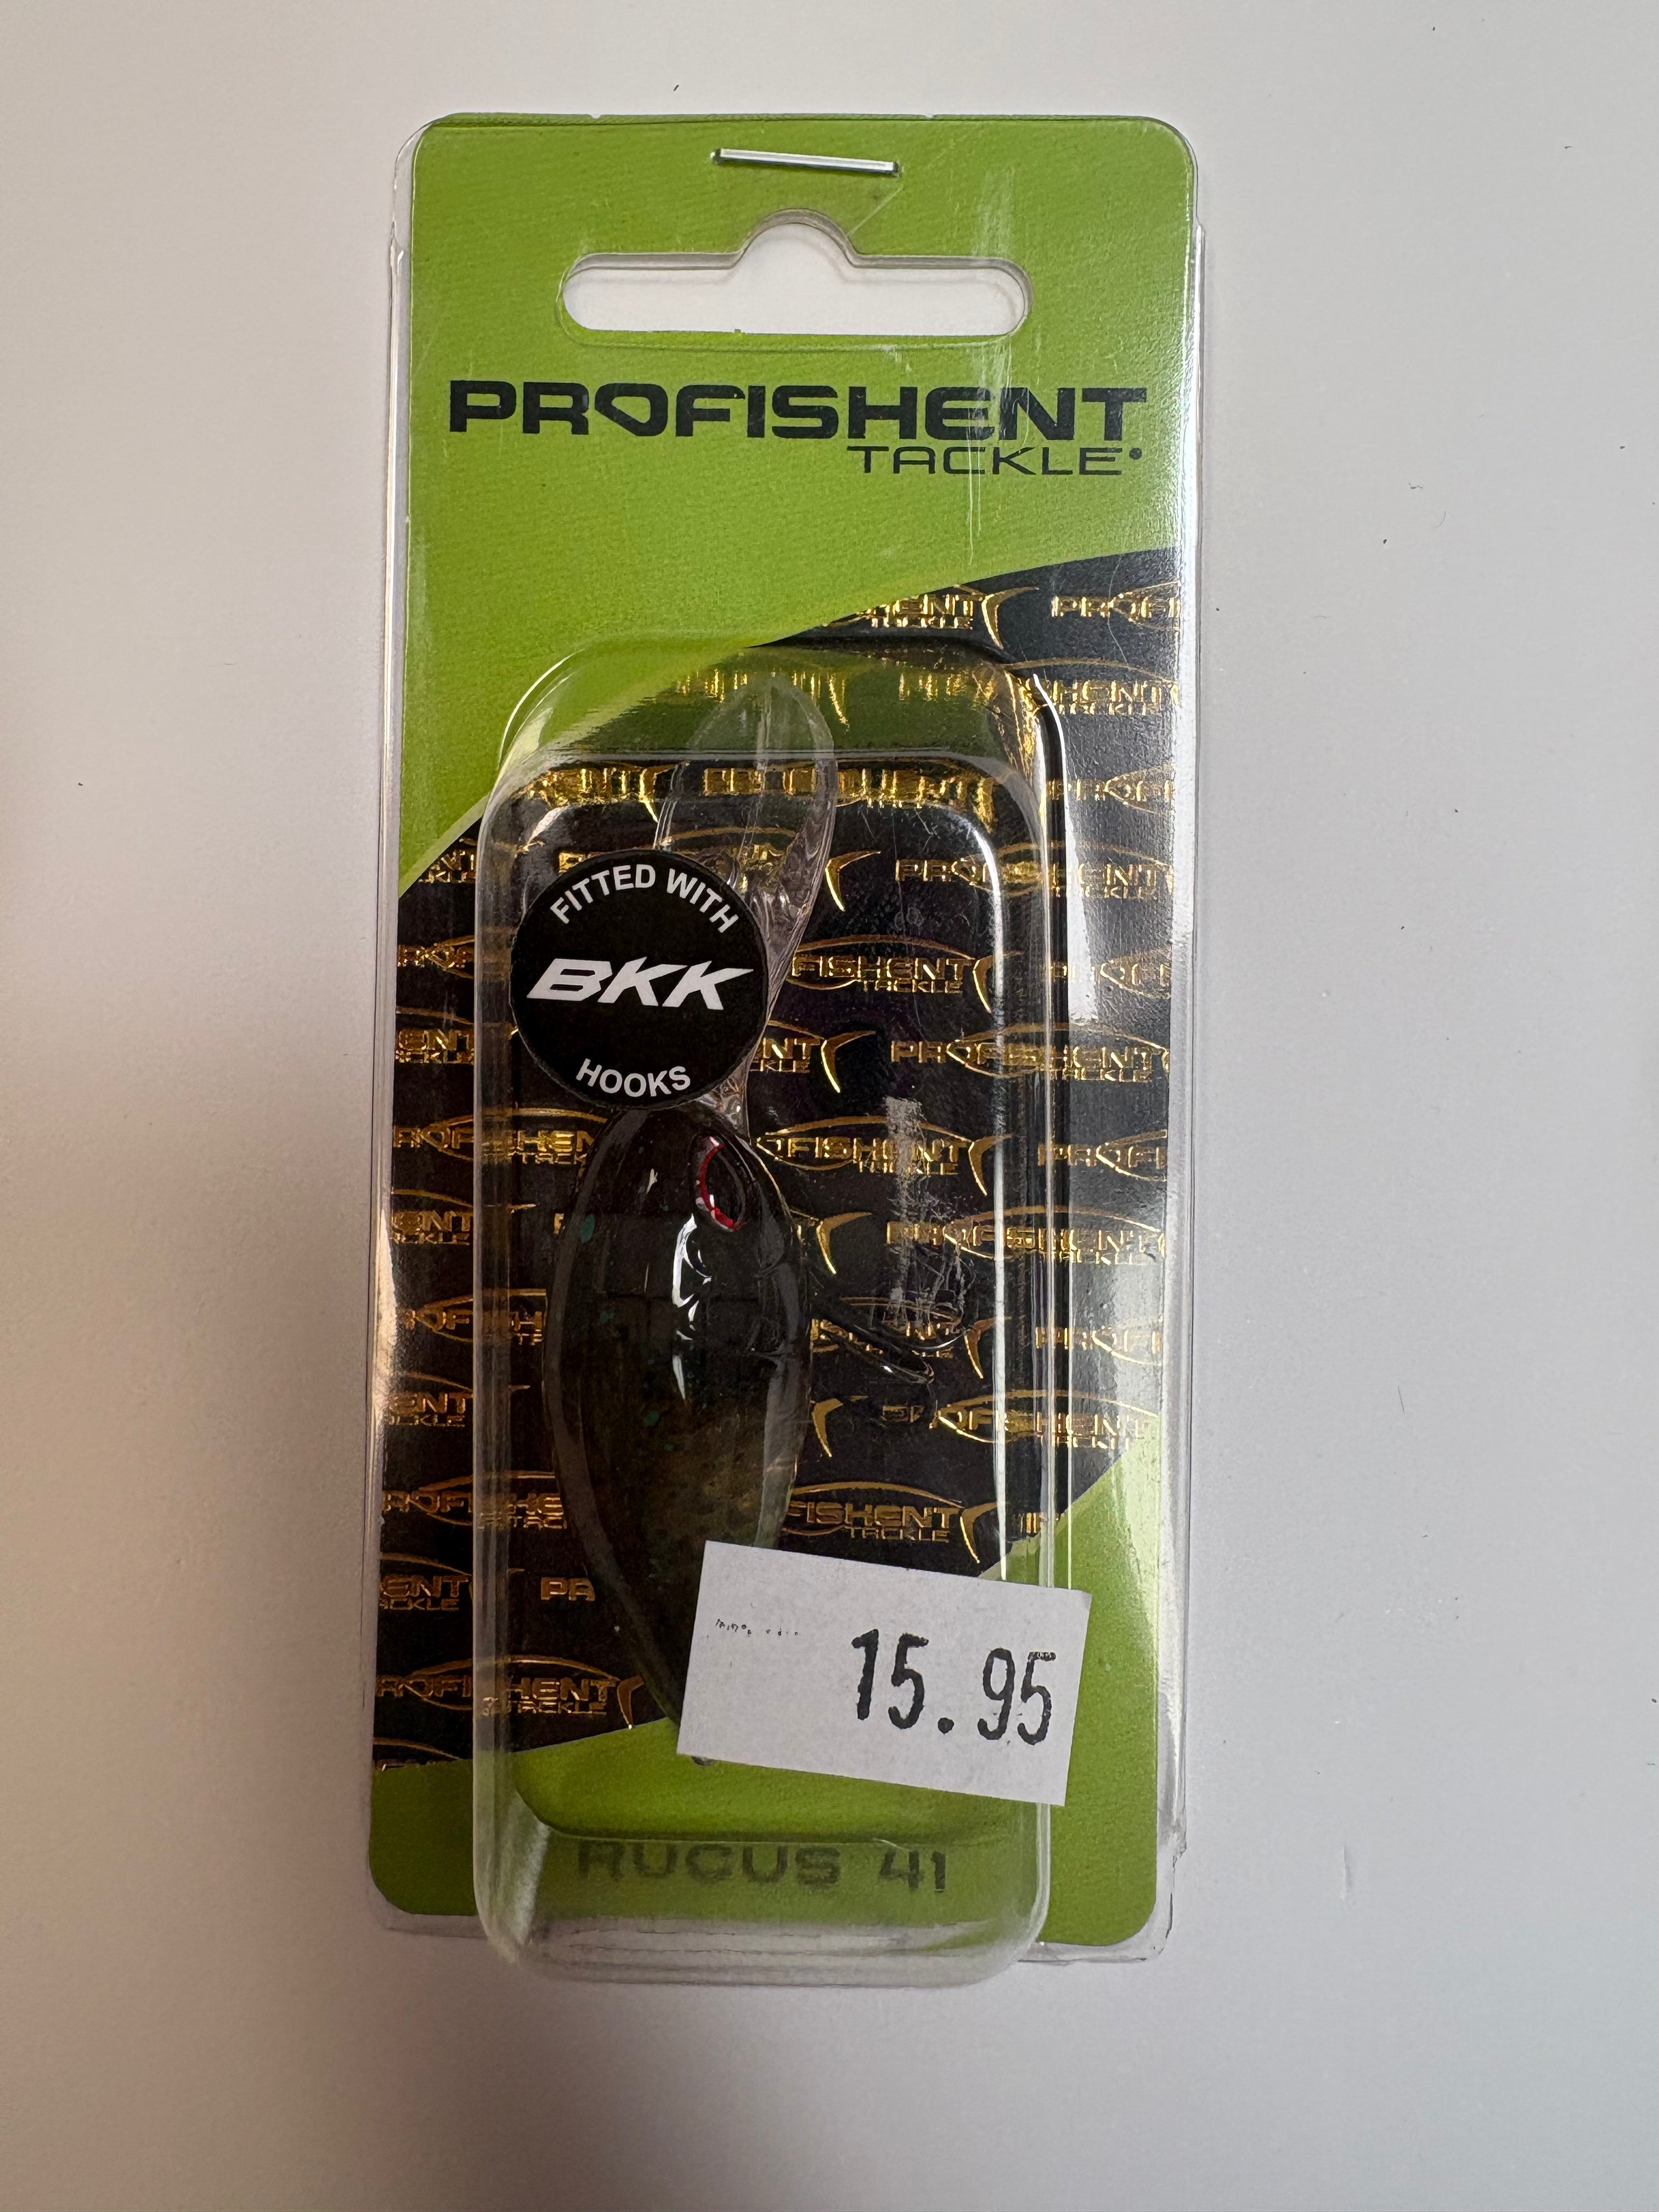 PROFISHENT
TACKLE
FITTED WITH
BKK
HOOKS
15.95
RUCUS 41